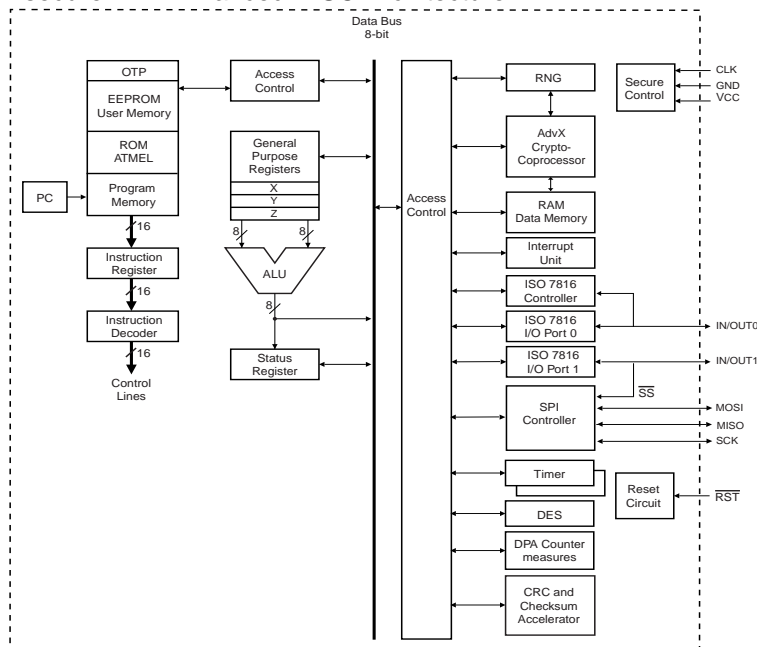 Data Bus
8-bit
OTP
EEPROM
User Memory
ROM
ATMEL
Program
Memory
PC
16
Instruction
Register
16
Instruction
Decoder
16
Control
Lines
Access
Control
General
Purpose
Registers
X
Y
Z
8
8
ALU
8
Status
Register
Access
Control
RNG
AdvX
Crypto-
Coprocessor
RAM
Data Memory
Interrupt
Unit
ISO 7816
Controller
ISO 7816
I/O Port 0
ISO 7816
I/O Port 1
SS
SPI
Controller
Timer
DES
DPA Counter
measures
CRC and
Checksum
Accelerator
Secure
Control
CLK
GND
VCC
IN/OUT0
IN/OUT1
MOSI
MISO
SCK
Reset
Circuit
RST